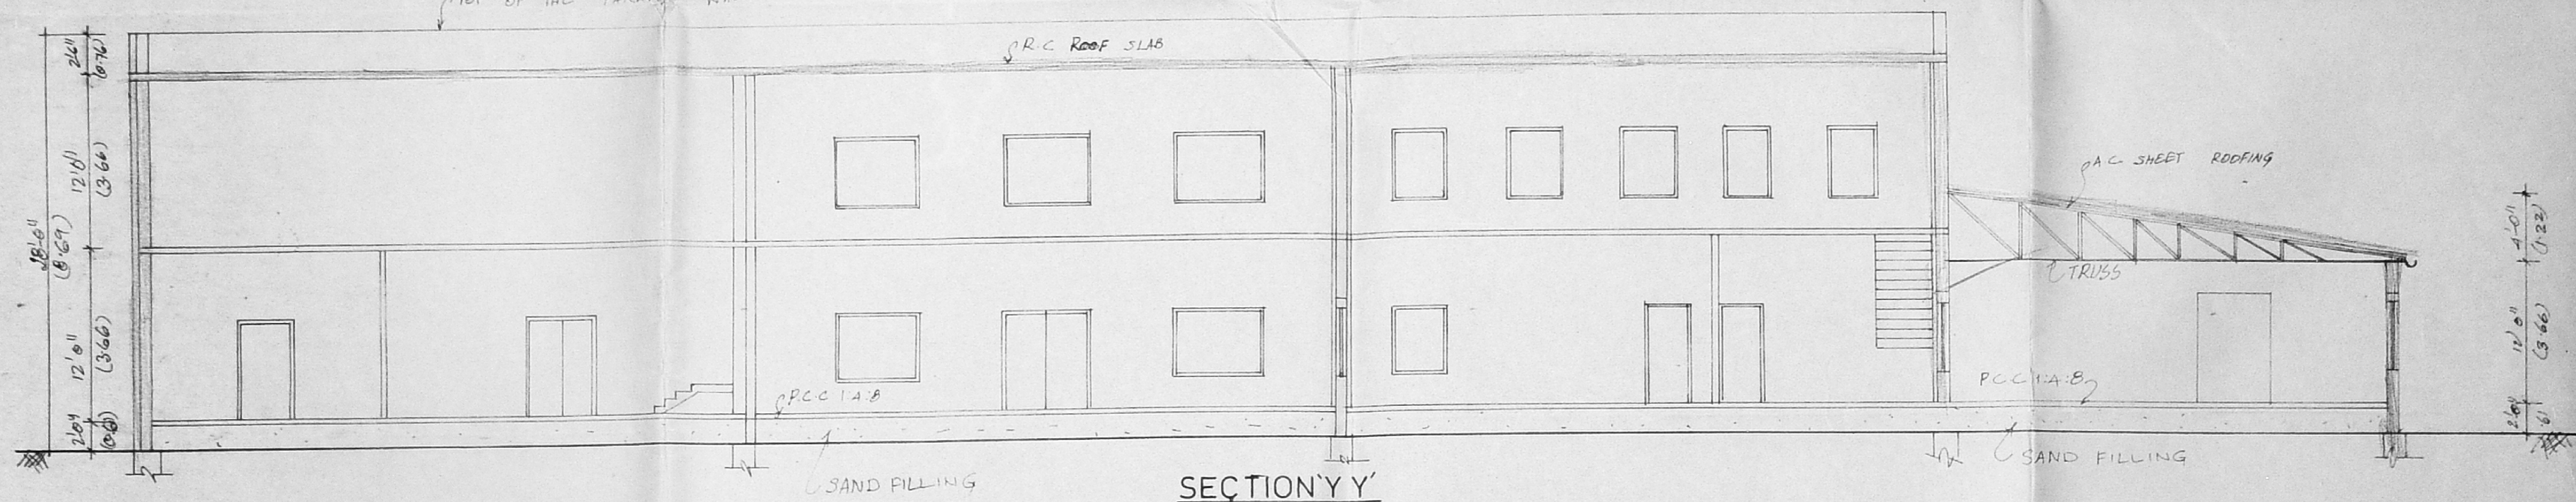 R.C ROOF SLAB
2'6"
(0.76)
12'0"
(3.66)
28'-0"
(8.69)
12'0"
(3.66)
2'0"
A.C SHEET ROOFING
TRUSS
4'-0"
(1.22)
12'0"
(3.66)
2'0"
P.C.C 1:4:8
P.C.C 1:4:8
SAND FILLING
SAND FILLING
SECTION 'Y Y'